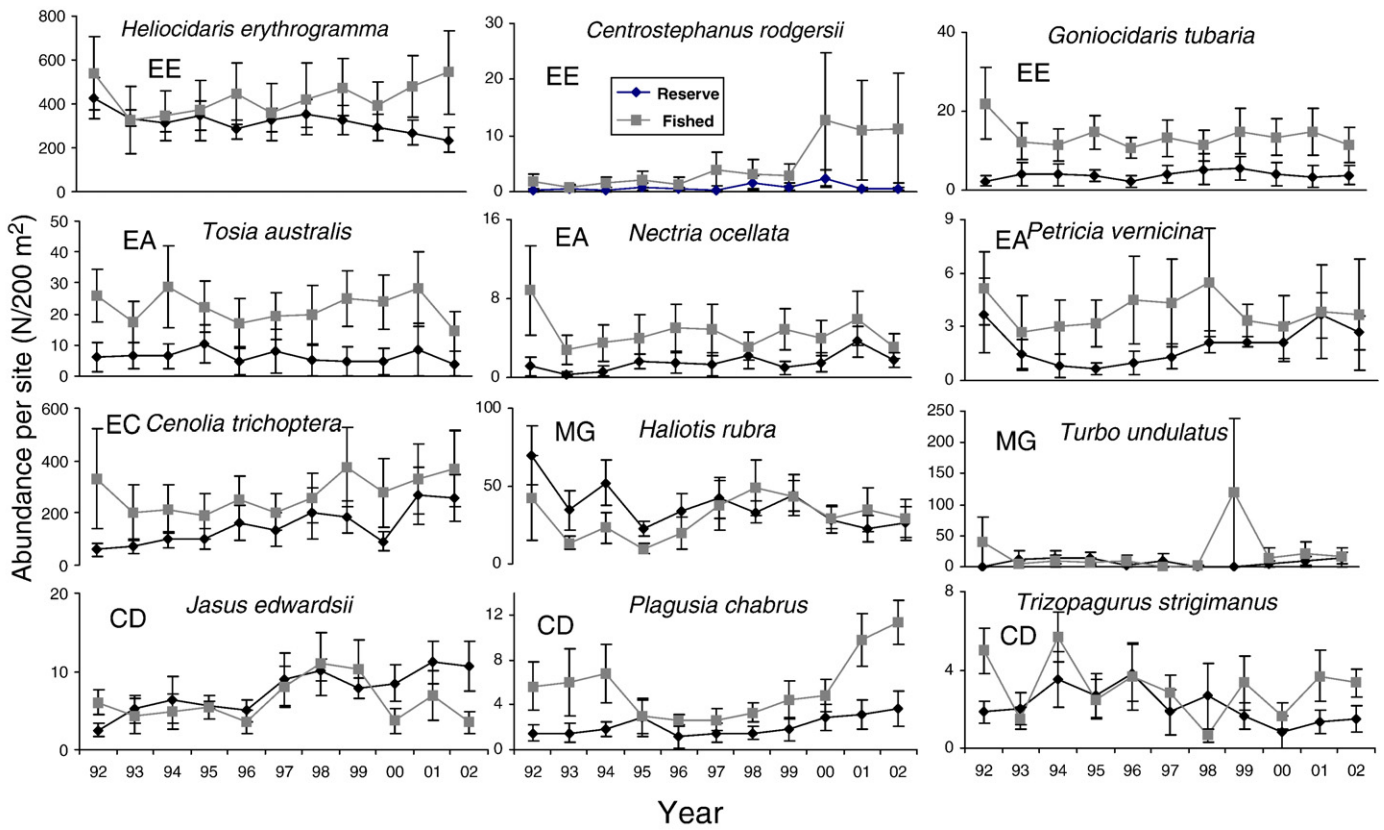 Abundance per site (N/200 m²)
Heliocidaris erythrogramma
EE
800
600
400
200
0
Centrostephanus rodgersii
EE
30
20
10
0
Reserve
Fished
Goniocidaris tubaria
EE
40
20
0
Tosia australis
EA
50
40
30
20
10
0
Nectria ocellata
EA
16
8
0
Petricia vernicina
EA
9
6
3
0
EC Cenolia trichoptera
600
400
200
0
MG Haliotis rubra
100
50
0
MG Turbo undulatus
250
200
150
100
50
0
CD Jasus edwardsii
20
10
0
92 93 94 95 96 97 98 99 00 01 02
CD Plagusia chabrus
12
8
4
0
92 93 94 95 96 97 98 99 00 01 02
CD Trizopagurus strigimanus
8
4
0
92 93 94 95 96 97 98 99 00 01 02
Year